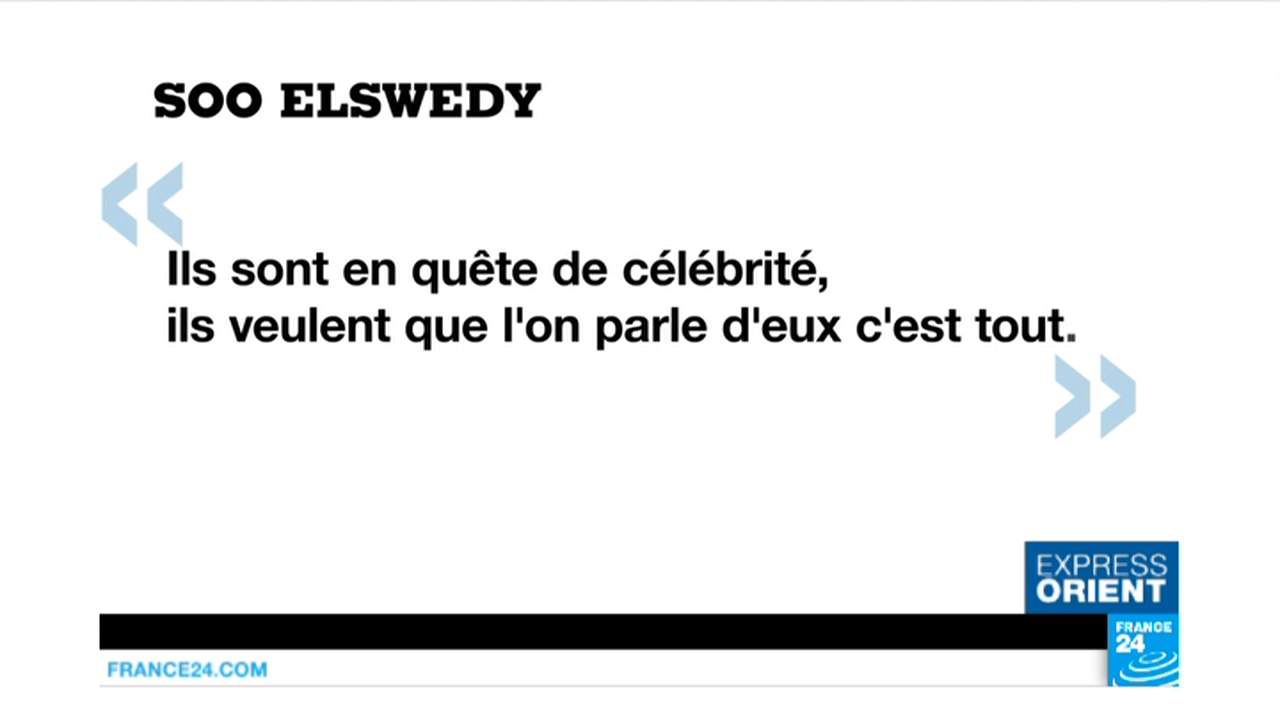 SOO ELSWEDY
«
Ils sont en quête de célébrité,
ils veulent que l'on parle d'eux c'est tout.
»
EXPRESS
ORIENT
FRANCE
24
FRANCE24.COM